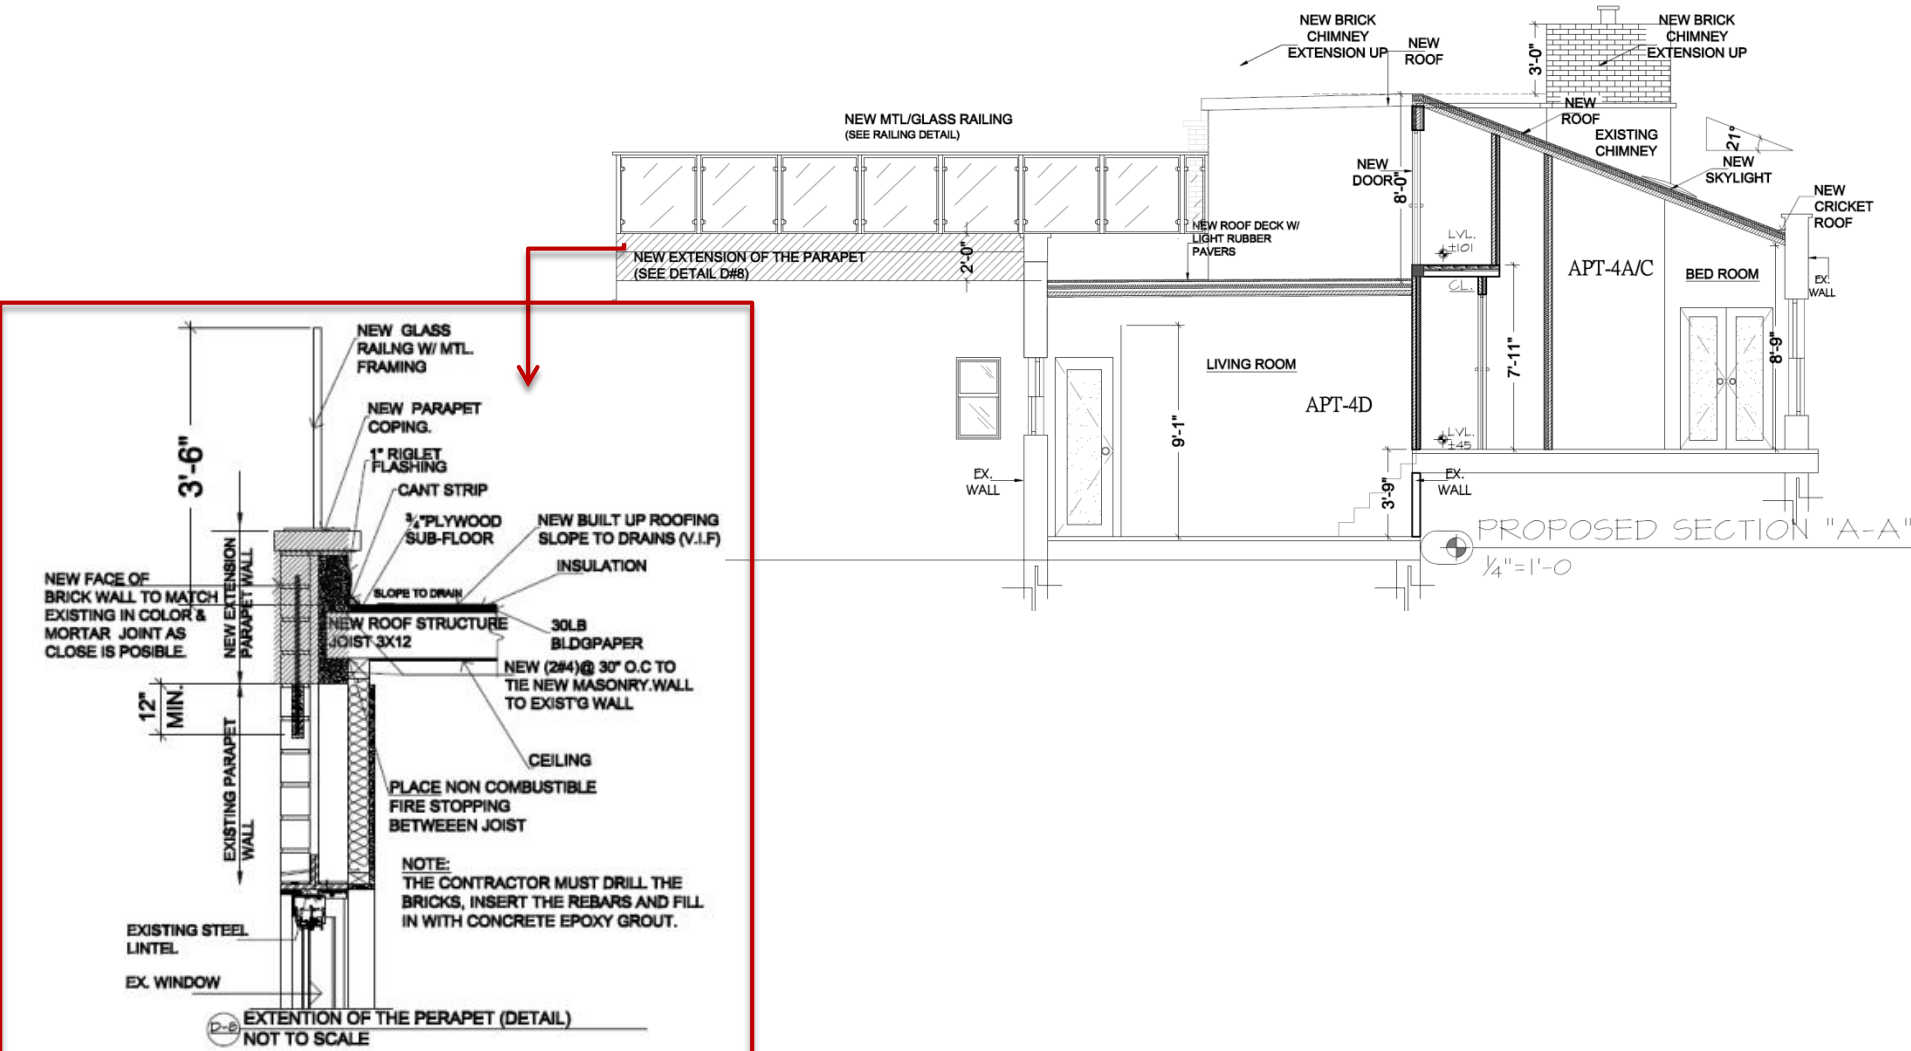 NEW BRICK
CHIMNEY
EXTENSION UP
NEW
ROOF
NEW BRICK
CHIMNEY
EXTENSION UP
3'-0"
NEW MTL/GLASS RAILING
(SEE RAILING DETAIL)
NEW
ROOF
EXISTING
CHIMNEY
21°
NEW
SKYLIGHT
NEW
DOOR
8'-0"
NEW
CRICKET
ROOF
NEW ROOF DECK W/
LIGHT RUBBER
PAVERS
NEW EXTENSION OF THE PARAPET
(SEE DETAIL D#8)
2'-0"
LVL.
±101
CL.
APT-4A/C
BED ROOM
EX.
WALL
LIVING ROOM
APT-4D
9'-1"
7'-11"
8'-9"
LVL.
±45
EX.
WALL
3'-9"
EX.
WALL
PROPOSED SECTION "A-A"
1/4"=1'-0
NEW GLASS
RAILNG W/ MTL.
FRAMING
3'-6"
NEW PARAPET
COPING.
1" RIGLET
FLASHING
CANT STRIP
3/4"PLYWOOD
SUB-FLOOR
NEW BUILT UP ROOFING
SLOPE TO DRAINS (V.I.F)
INSULATION
SLOPE TO DRAIN
NEW FACE OF
BRICK WALL TO MATCH
EXISTING IN COLOR &
MORTAR JOINT AS
CLOSE IS POSIBLE.
NEW EXTENSION
PARAPET WALL
NEW ROOF STRUCTURE
JOIST 3X12
30LB
BLDGPAPER
NEW (2#4)@ 30" O.C TO
TIE NEW MASONRY.WALL
TO EXIST'G WALL
12"
MIN.
EXISTING PARAPET
WALL
CEILING
PLACE NON COMBUSTIBLE
FIRE STOPPING
BETWEEEN JOIST
NOTE:
THE CONTRACTOR MUST DRILL THE
BRICKS, INSERT THE REBARS AND FILL
IN WITH CONCRETE EPOXY GROUT.
EXISTING STEEL
LINTEL
EX. WINDOW
D-8
EXTENTION OF THE PERAPET (DETAIL)
NOT TO SCALE